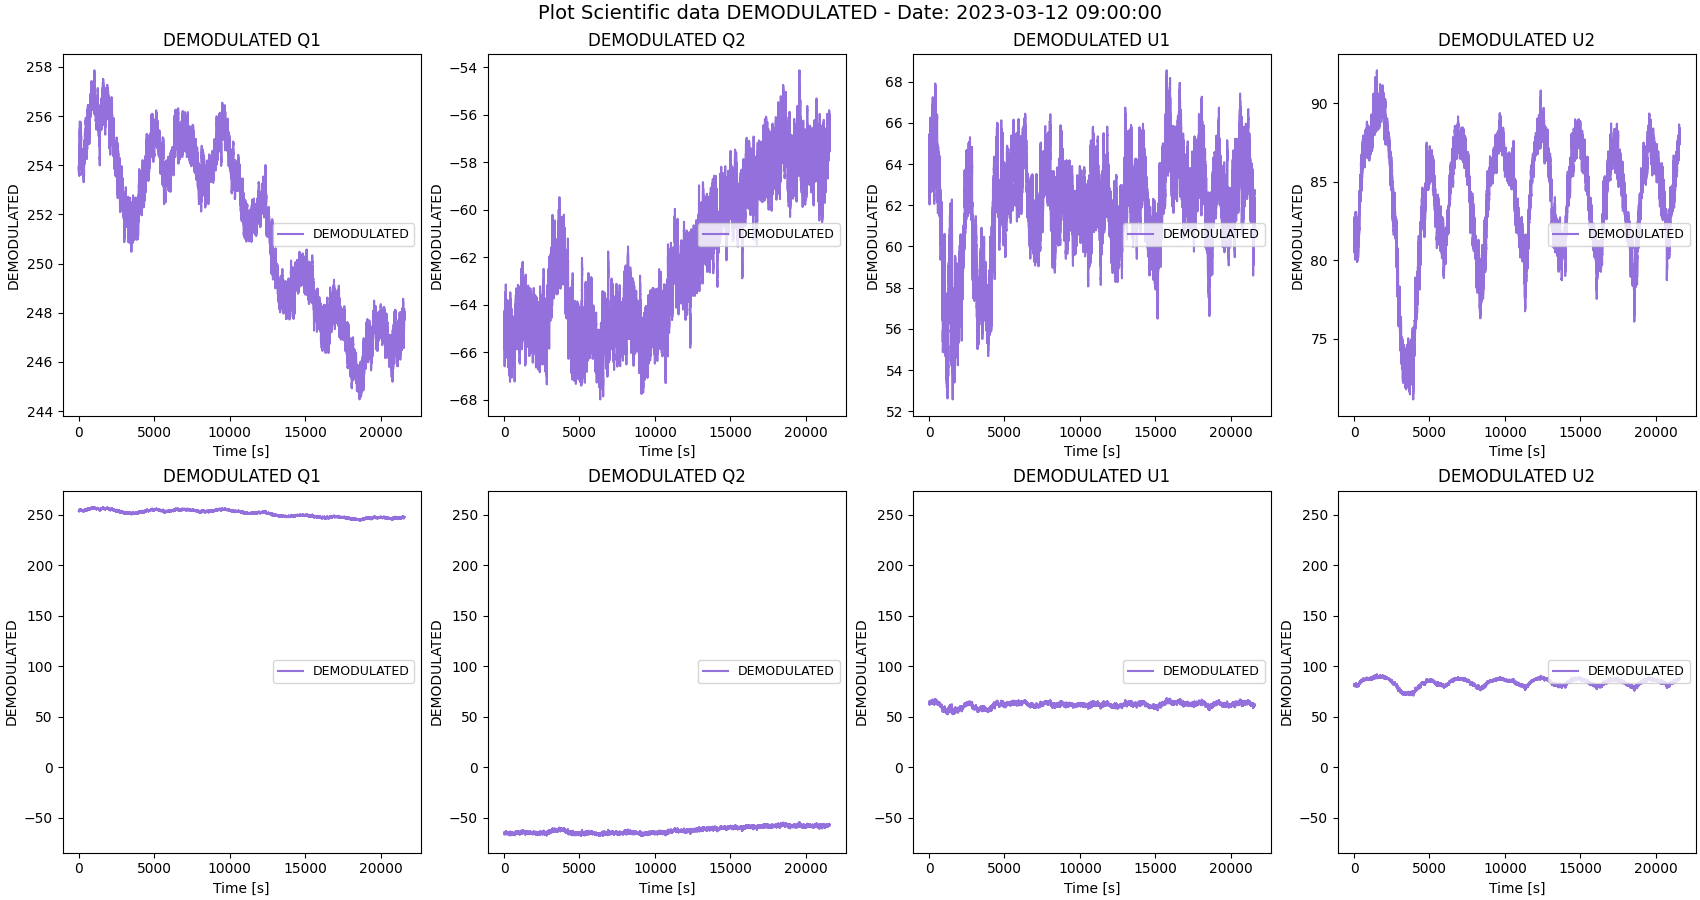 Plot Scientific data DEMODULATED - Date: 2023-03-12 09:00:00
DEMODULATED Q1
DEMODULATED
258
256
254
252
250
248
246
244
DEMODULATED
0 5000 10000 15000 20000
Time [s]
DEMODULATED Q2
DEMODULATED
−54
−56
−58
−60
−62
−64
−66
−68
DEMODULATED
0 5000 10000 15000 20000
Time [s]
DEMODULATED U1
DEMODULATED
68
66
64
62
60
58
56
54
52
DEMODULATED
0 5000 10000 15000 20000
Time [s]
DEMODULATED U2
DEMODULATED
90
85
80
75
DEMODULATED
0 5000 10000 15000 20000
Time [s]
DEMODULATED Q1
DEMODULATED
250
200
150
100
50
0
−50
DEMODULATED
0 5000 10000 15000 20000
Time [s]
DEMODULATED Q2
DEMODULATED
250
200
150
100
50
0
−50
DEMODULATED
0 5000 10000 15000 20000
Time [s]
DEMODULATED U1
DEMODULATED
250
200
150
100
50
0
−50
DEMODULATED
0 5000 10000 15000 20000
Time [s]
DEMODULATED U2
DEMODULATED
250
200
150
100
50
0
−50
DEMODULATED
0 5000 10000 15000 20000
Time [s]